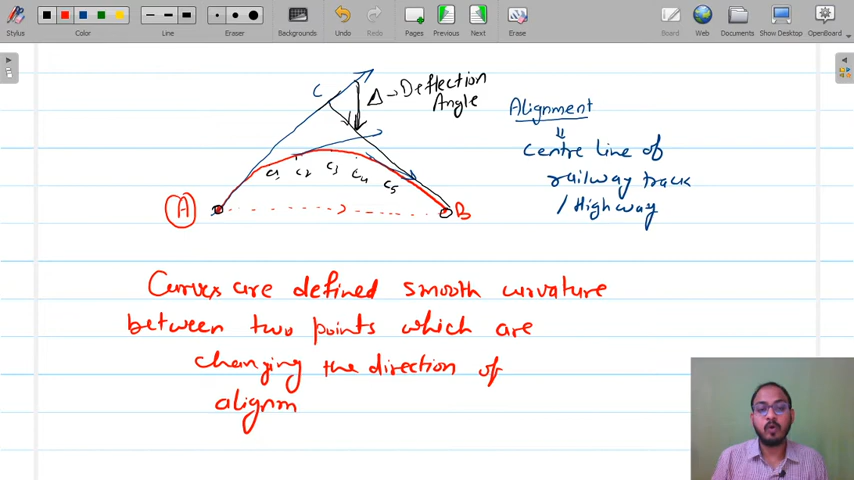 Stylus
Color
Line
Eraser
Backgrounds
Undo
Redo
Pages
Previous
Next
Erase
Board
Web
Documents
Show Desktop
OpenBoard
C
Δ → Deflection
Angle
Alignment
⇓
Centre line of
railway track
/ Highway
c1 c2 c3 c4 c5
A
B
Curves are defined smooth curvature
between two points which are
changing the direction of
alignm